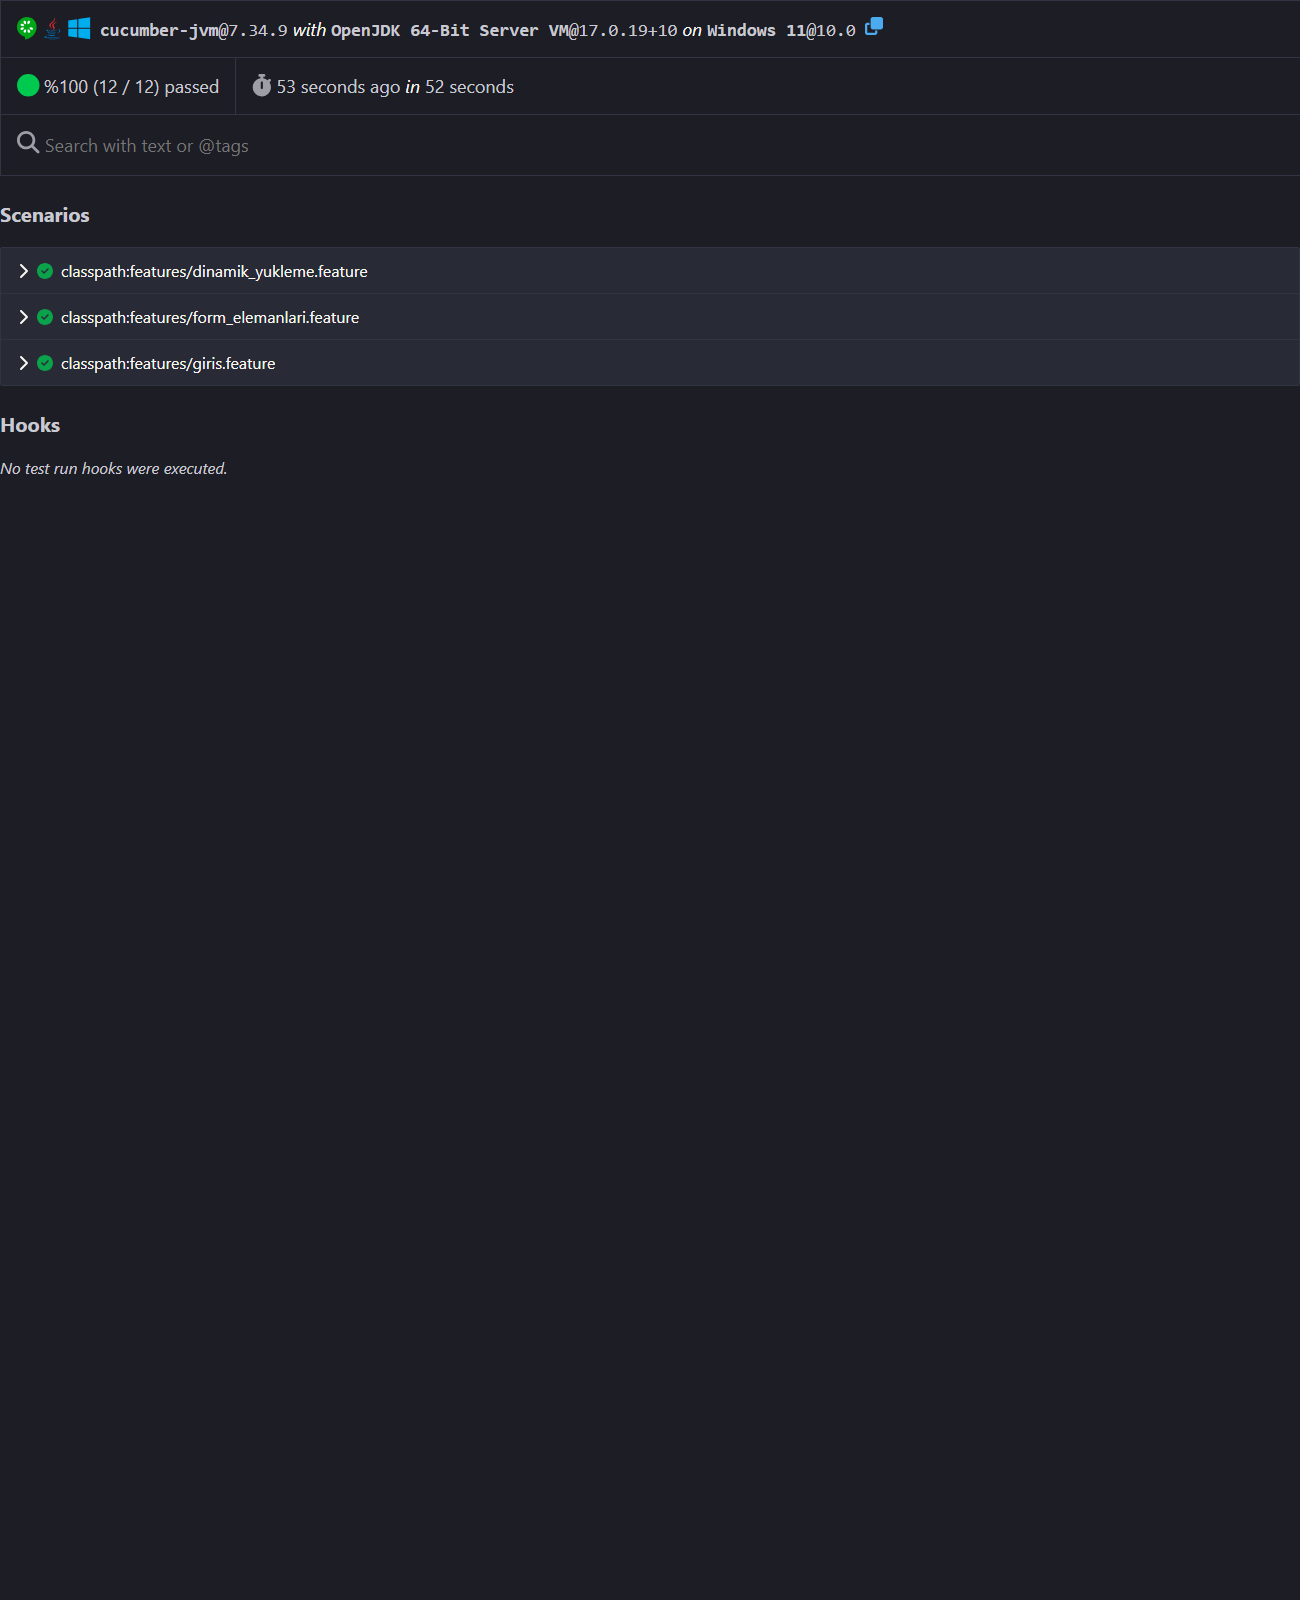 cucumber-jvm@7.34.9 with OpenJDK 64-Bit Server VM@17.0.19+10 on Windows 11@10.0
%100 (12 / 12) passed
53 seconds ago in 52 seconds
Search with text or @tags
Scenarios
classpath:features/dinamik_yukleme.feature
classpath:features/form_elemanlari.feature
classpath:features/giris.feature
Hooks
No test run hooks were executed.